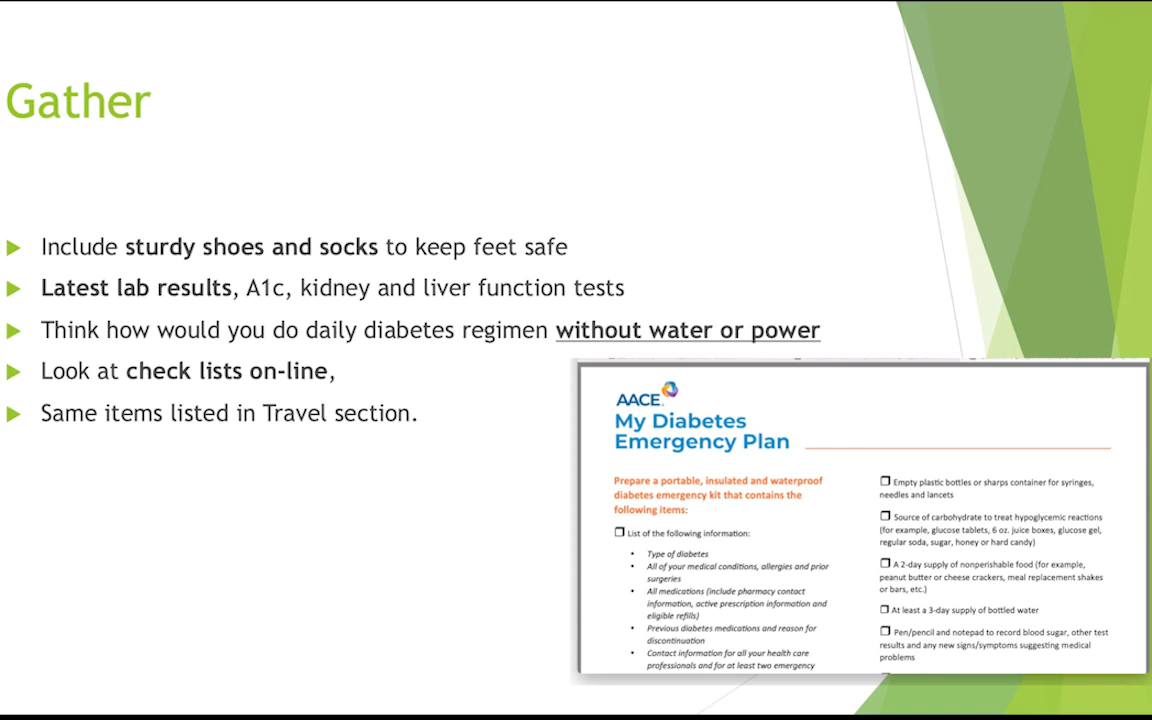 Gather
Include sturdy shoes and socks to keep feet safe
Latest lab results, A1c, kidney and liver function tests
Think how would you do daily diabetes regimen without water or power
Look at check lists on-line,
Same items listed in Travel section.
AACE
My Diabetes
Emergency Plan
Prepare a portable, insulated and waterproof
diabetes emergency kit that contains the
following items:
List of the following information:
Type of diabetes
All of your medical conditions, allergies and prior
surgeries
All medications (include pharmacy contact
information, active prescription information and
eligible refills)
Previous diabetes medications and reason for
discontinuation
Contact information for all your health care
professionals and for at least two emergency
Empty plastic bottles or sharps container for syringes,
needles and lancets
Source of carbohydrate to treat hypoglycemic reactions
(for example, glucose tablets, 6 oz. juice boxes, glucose gel,
regular soda, sugar, honey or hard candy)
A 2-day supply of nonperishable food (for example,
peanut butter or cheese crackers, meal replacement shakes
or bars, etc.)
At least a 3-day supply of bottled water
Pen/pencil and notepad to record blood sugar, other test
results and any new signs/symptoms suggesting medical
problems